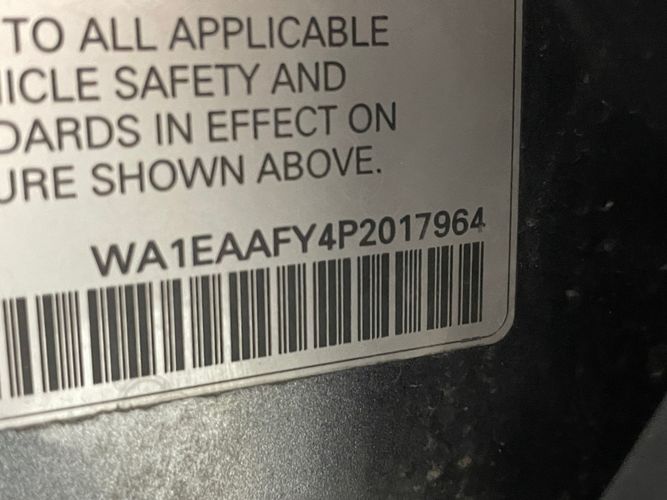 TO ALL APPLICABLE
ICLE SAFETY AND
DARDS IN EFFECT ON
URE SHOWN ABOVE.
WA1EAAFY4P2017964